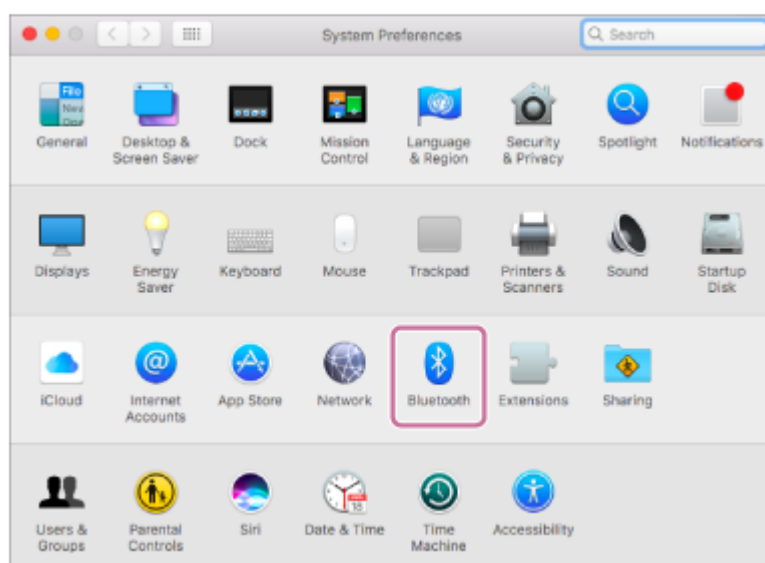 System Preferences
Search
General
Desktop &
Screen Saver
Dock
Mission
Control
Language
& Region
Security
& Privacy
Spotlight
Notifications
Displays
Energy
Saver
Keyboard
Mouse
Trackpad
Printers &
Scanners
Sound
Startup
Disk
iCloud
Internet
Accounts
App Store
Network
Bluetooth
Extensions
Sharing
Users &
Groups
Parental
Controls
Siri
Date & Time
Time
Machine
Accessibility